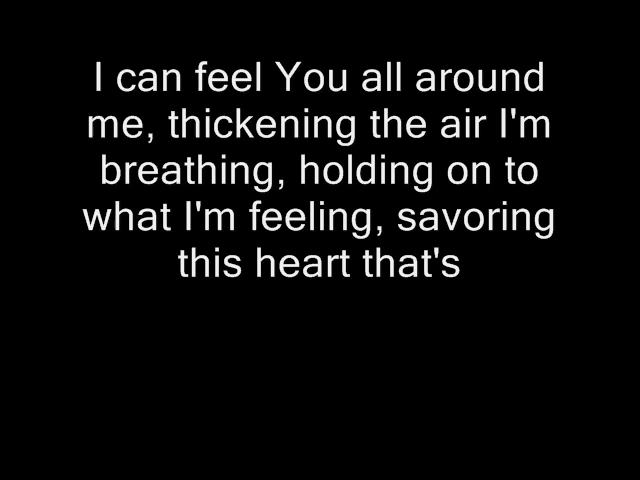 I can feel You all around
me, thickening the air I'm
breathing, holding on to
what I'm feeling, savoring
this heart that's